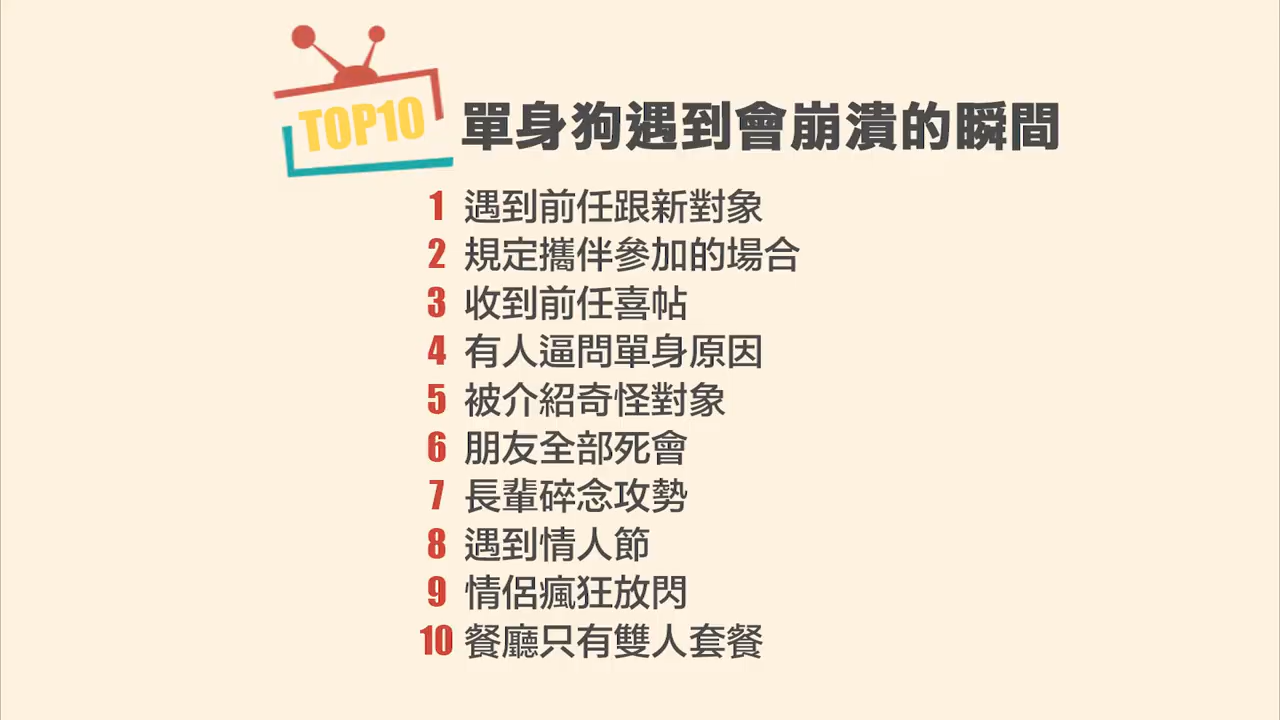 TOP10 單身狗遇到會崩潰的瞬間
1 遇到前任跟新對象
2 規定攜伴參加的場合
3 收到前任喜帖
4 有人逼問單身原因
5 被介紹奇怪對象
6 朋友全部死會
7 長輩碎念攻勢
8 遇到情人節
9 情侶瘋狂放閃
10 餐廳只有雙人套餐